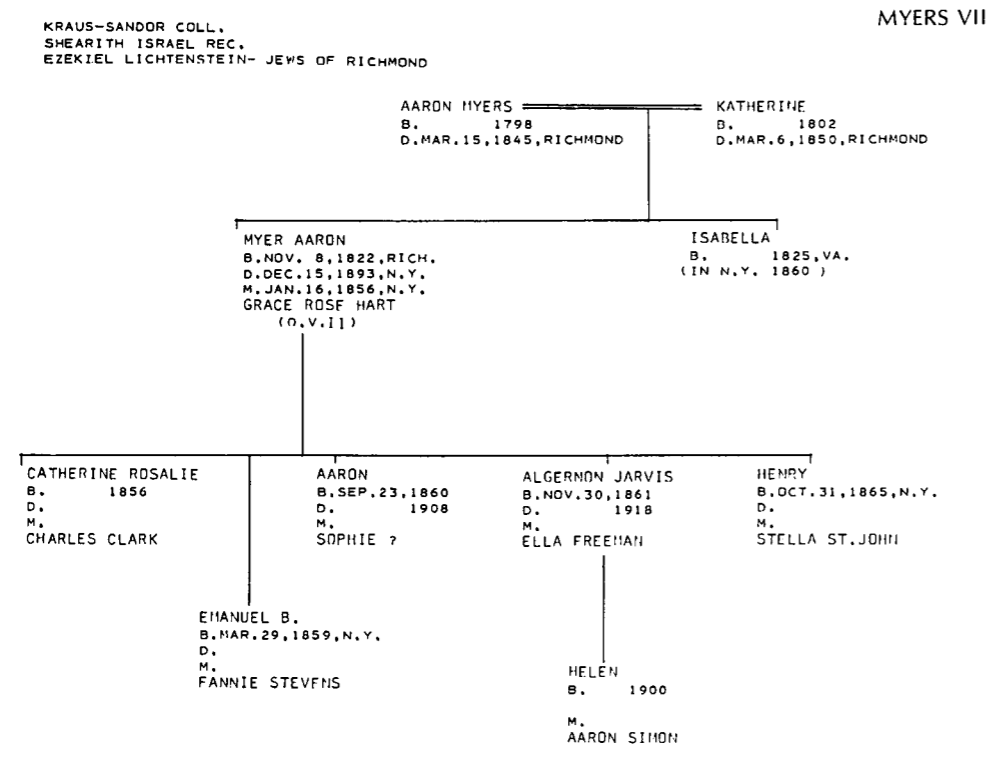 MYERS VII
KRAUS-SANDOR COLL.
SHEARITH ISRAEL REC.
EZEKIEL LICHTENSTEIN- JEWS OF RICHMOND
AARON MYERS
B. 1798
D.MAR.15,1845,RICHMOND
KATHERINE
B. 1802
D.MAR.6,1850,RICHMOND
MYER AARON
B.NOV. 8,1822,RICH.
D.DEC.15,1893,N.Y.
M.JAN.16,1856,N.Y.
GRACE ROSE HART
(O.V.II)
ISABELLA
B. 1825,VA.
(IN N.Y. 1860 )
CATHERINE ROSALIE
B. 1856
D.
M.
CHARLES CLARK
AARON
B.SEP.23,1860
D. 1908
M.
SOPHIE ?
ALGERNON JARVIS
B.NOV.30,1861
D. 1918
M.
ELLA FREEMAN
HENRY
B.OCT.31,1865,N.Y.
D.
M.
STELLA ST.JOHN
EMANUEL B.
B.MAR.29,1859,N.Y.
D.
M.
FANNIE STEVENS
HELEN
B. 1900
M.
AARON SIMON